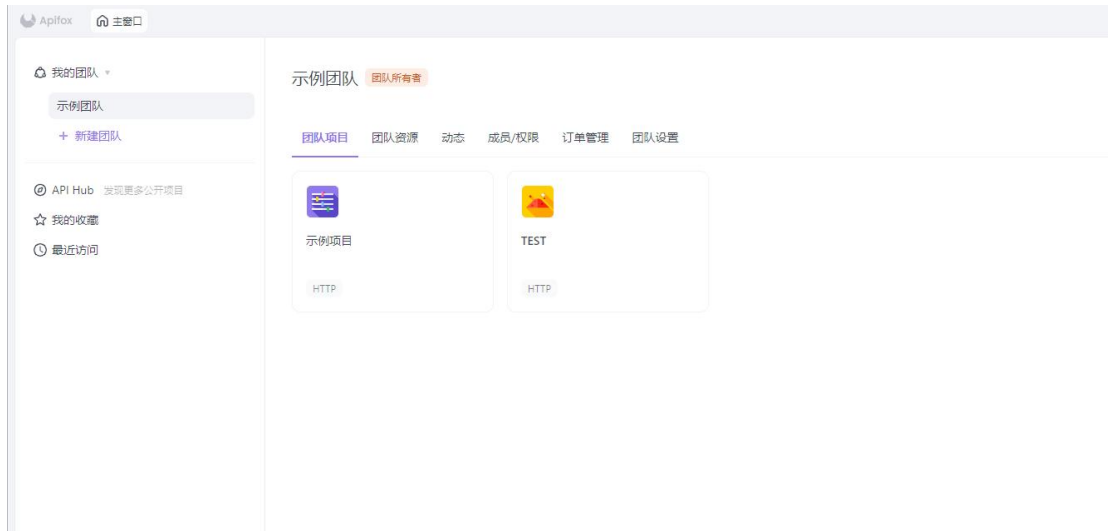 Apifox 主窗口
我的团队
示例团队
+ 新建团队
API Hub 发现更多公开项目
我的收藏
最近访问
示例团队 团队所有者
团队项目 团队资源 动态 成员/权限 订单管理 团队设置
示例项目
HTTP
TEST
HTTP